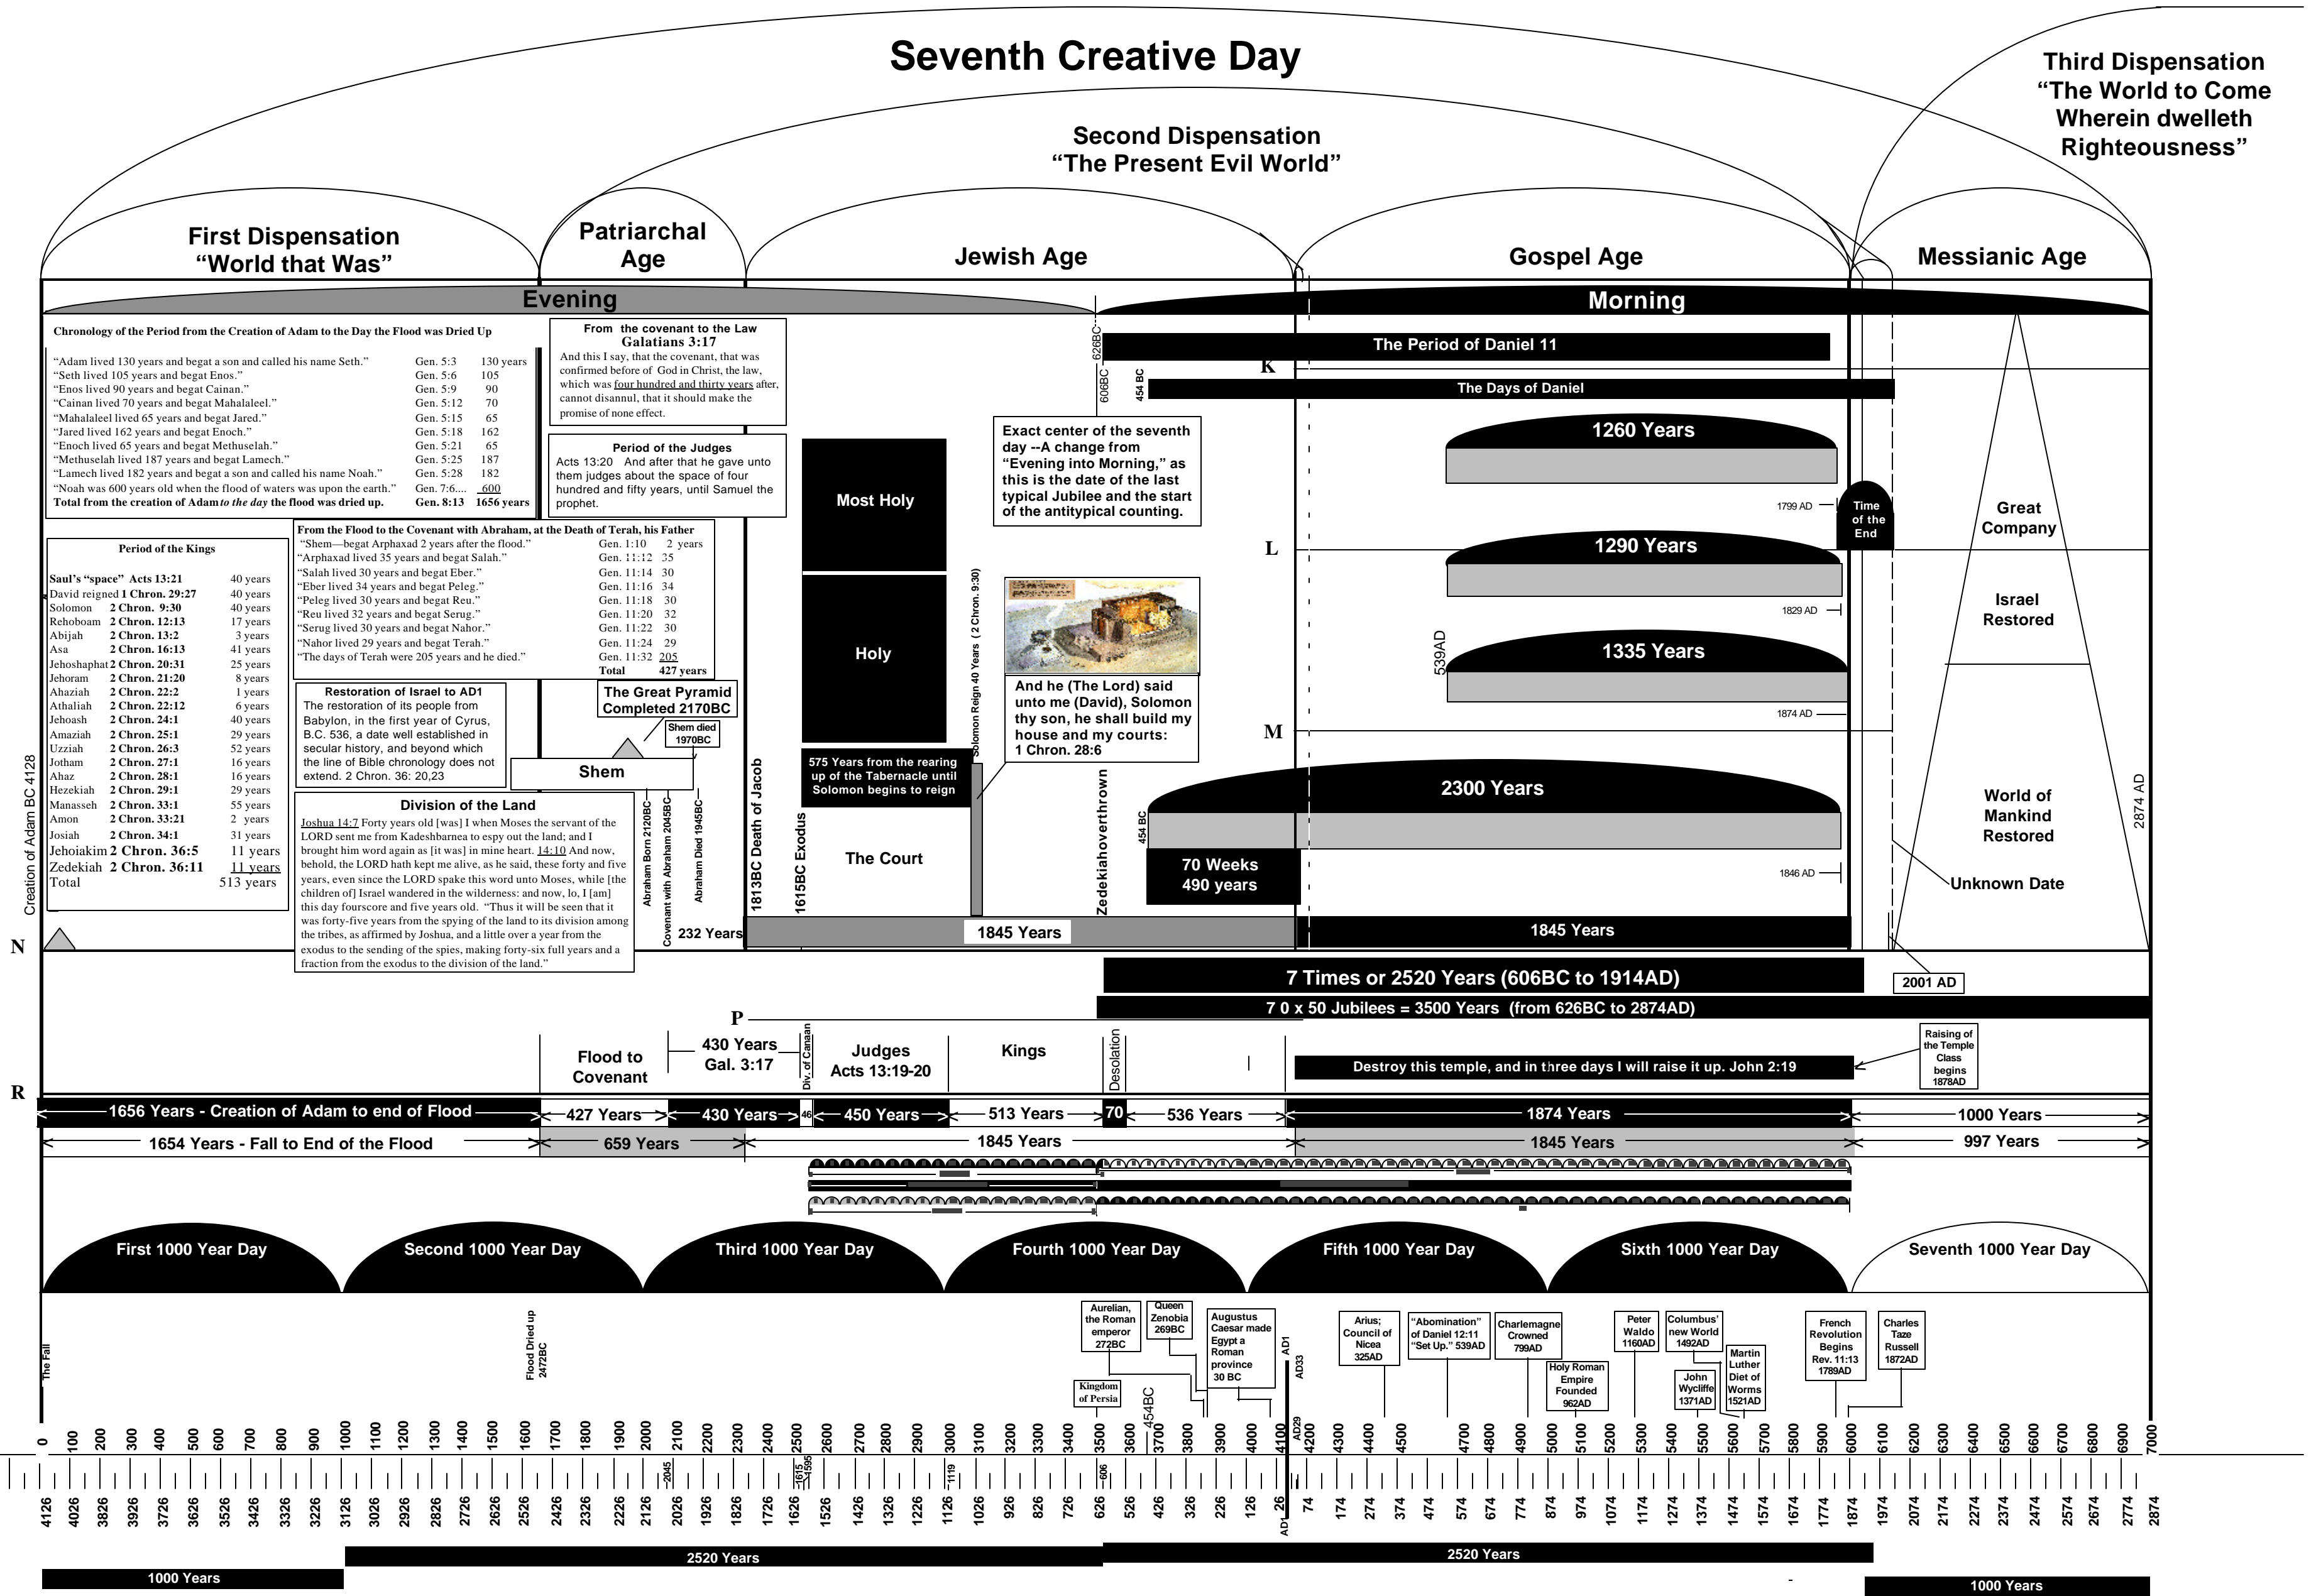 Seventh Creative Day
Third Dispensation
“The World to Come
Wherein dwelleth
Righteousness”
Second Dispensation
“The Present Evil World”
First Dispensation
“World that Was”
Patriarchal
Age
Jewish Age
Gospel Age
Messianic Age
Evening
Morning
Chronology of the Period from the Creation of Adam to the Day the Flood was Dried Up
“Adam lived 130 years and begat a son and called his name Seth.” Gen. 5:3 130 years
“Seth lived 105 years and begat Enos.” Gen. 5:6 105
“Enos lived 90 years and begat Cainan.” Gen. 5:9 90
“Cainan lived 70 years and begat Mahalaleel.” Gen. 5:12 70
“Mahalaleel lived 65 years and begat Jared.” Gen. 5:15 65
“Jared lived 162 years and begat Enoch.” Gen. 5:18 162
“Enoch lived 65 years and begat Methuselah.” Gen. 5:21 65
“Methuselah lived 187 years and begat Lamech.” Gen. 5:25 187
“Lamech lived 182 years and begat a son and called his name Noah.” Gen. 5:28 182
“Noah was 600 years old when the flood of waters was upon the earth.” Gen. 7:6.... 600
Total from the creation of Adam to the day the flood was dried up. Gen. 8:13 1656 years
From the covenant to the Law
Galatians 3:17
And this I say, that the covenant, that was
confirmed before of God in Christ, the law,
which was four hundred and thirty years after,
cannot disannul, that it should make the
promise of none effect.
Period of the Judges
Acts 13:20 And after that he gave unto
them judges about the space of four
hundred and fifty years, until Samuel the
prophet.
From the Flood to the Covenant with Abraham, at the Death of Terah, his Father
“Shem—begat Arphaxad 2 years after the flood.” Gen. 1:10 2 years
“Arphaxad lived 35 years and begat Salah.” Gen. 11:12 35
“Salah lived 30 years and begat Eber.” Gen. 11:14 30
“Eber lived 34 years and begat Peleg.” Gen. 11:16 34
“Peleg lived 30 years and begat Reu.” Gen. 11:18 30
“Reu lived 32 years and begat Serug.” Gen. 11:20 32
“Serug lived 30 years and begat Nahor.” Gen. 11:22 30
“Nahor lived 29 years and begat Terah.” Gen. 11:24 29
“The days of Terah were 205 years and he died.” Gen. 11:32 205
Total 427 years
Period of the Kings
Saul’s “space” Acts 13:21 40 years
David reigned 1 Chron. 29:27 40 years
Solomon 2 Chron. 9:30 40 years
Rehoboam 2 Chron. 12:13 17 years
Abijah 2 Chron. 13:2 3 years
Asa 2 Chron. 16:13 41 years
Jehoshaphat 2 Chron. 20:31 25 years
Jehoram 2 Chron. 21:20 8 years
Ahaziah 2 Chron. 22:2 1 years
Athaliah 2 Chron. 22:12 6 years
Jehoash 2 Chron. 24:1 40 years
Amaziah 2 Chron. 25:1 29 years
Uzziah 2 Chron. 26:3 52 years
Jotham 2 Chron. 27:1 16 years
Ahaz 2 Chron. 28:1 16 years
Hezekiah 2 Chron. 29:1 29 years
Manasseh 2 Chron. 33:1 55 years
Amon 2 Chron. 33:21 2 years
Josiah 2 Chron. 34:1 31 years
Jehoiakim 2 Chron. 36:5 11 years
Zedekiah 2 Chron. 36:11 11 years
Total 513 years
Restoration of Israel to AD1
The restoration of its people from
Babylon, in the first year of Cyrus,
B.C. 536, a date well established in
secular history, and beyond which
the line of Bible chronology does not
extend. 2 Chron. 36: 20,23
Division of the Land
Joshua 14:7 Forty years old [was] I when Moses the servant of the
LORD sent me from Kadeshbarnea to espy out the land; and I
brought him word again as [it was] in mine heart. 14:10 And now,
behold, the LORD hath kept me alive, as he said, these forty and five
years, even since the LORD spake this word unto Moses, while [the
children of] Israel wandered in the wilderness: and now, lo, I [am]
this day fourscore and five years old. “Thus it will be seen that it
was forty-five years from the spying of the land to its division among
the tribes, as affirmed by Joshua, and a little over a year from the
exodus to the sending of the spies, making forty-six full years and a
fraction from the exodus to the division of the land.”
The Great Pyramid
Completed 2170BC
Shem died
1970BC
Shem
Creation of Adam BC 4128
Abraham Born 2120BC
Covenant with Abraham 2045BC
Abraham Died 1945BC
232 Years
1813BC Death of Jacob
1615BC Exodus
Most Holy
Holy
575 Years from the rearing
up of the Tabernacle until
Solomon begins to reign
The Court
Solomon Reign 40 Years ( 2 Chron. 9:30)
626BC
606BC
454 BC
Exact center of the seventh
day --A change from
“Evening into Morning,” as
this is the date of the last
typical Jubilee and the start
of the antitypical counting.
And he (The Lord) said
unto me (David), Solomon
thy son, he shall build my
house and my courts:
1 Chron. 28:6
Zedekiahoverthrown
454 BC
The Period of Daniel 11
K
The Days of Daniel
1260 Years
1799 AD
Time
of the
End
L
1290 Years
1829 AD
539AD
1335 Years
1874 AD
M
2300 Years
70 Weeks
490 years
1846 AD
Great
Company
Israel
Restored
World of
Mankind
Restored
2874 AD
Unknown Date
N
1845 Years
1845 Years
2001 AD
7 Times or 2520 Years (606BC to 1914AD)
7 0 x 50 Jubilees = 3500 Years (from 626BC to 2874AD)
P
Flood to
Covenant
430 Years
Gal. 3:17
Div. of Canaan
Judges
Acts 13:19-20
Kings
Desolation
Destroy this temple, and in three days I will raise it up. John 2:19
Raising of
the Temple
Class
begins
1878AD
R
1656 Years - Creation of Adam to end of Flood 427 Years 430 Years 46 450 Years 513 Years 70 536 Years 1874 Years 1000 Years
1654 Years - Fall to End of the Flood 659 Years 1845 Years 1845 Years 997 Years
First 1000 Year Day Second 1000 Year Day Third 1000 Year Day Fourth 1000 Year Day Fifth 1000 Year Day Sixth 1000 Year Day Seventh 1000 Year Day
The Fall
Flood Dried up
2472BC
Aurelian,
the Roman
emperor
272BC
Queen
Zenobia
269BC
Augustus
Caesar made
Egypt a
Roman
province
30 BC
Kingdom
of Persia
454BC
AD1
AD33
AD29
Arius;
Council of
Nicea
325AD
“Abomination”
of Daniel 12:11
“Set Up.” 539AD
Charlemagne
Crowned
799AD
Holy Roman
Empire
Founded
962AD
Peter
Waldo
1160AD
Columbus’
new World
1492AD
John
Wycliffe
1371AD
Martin
Luther
Diet of
Worms
1521AD
French
Revolution
Begins
Rev. 11:13
1789AD
Charles
Taze
Russell
1872AD
0 100 200 300 400 500 600 700 800 900 1000 1100 1200 1300 1400 1500 1600 1700 1800 1900 2000 2100 2200 2300 2400 2500 2600 2700 2800 2900 3000 3100 3200 3300 3400 3500 3600 3700 3800 3900 4000 4100 4200 4300 4400 4500 4700 4800 4900 5000 5100 5200 5300 5400 5500 5600 5700 5800 5900 6000 6100 6200 6300 6400 6500 6600 6700 6800 6900 7000
2045 1615 1595 1119 606
4126 4026 3826 3926 3726 3626 3526 3426 3326 3226 3126 3026 2926 2826 2726 2626 2526 2426 2326 2226 2126 2026 1926 1826 1726 1626 1526 1426 1326 1226 1126 1026 926 826 726 626 526 426 326 226 126 26 AD1 74 174 274 374 474 574 674 774 874 974 1074 1174 1274 1374 1474 1574 1674 1774 1874 1974 2074 2174 2274 2374 2474 2574 2674 2774 2874
2520 Years
2520 Years
1000 Years
1000 Years